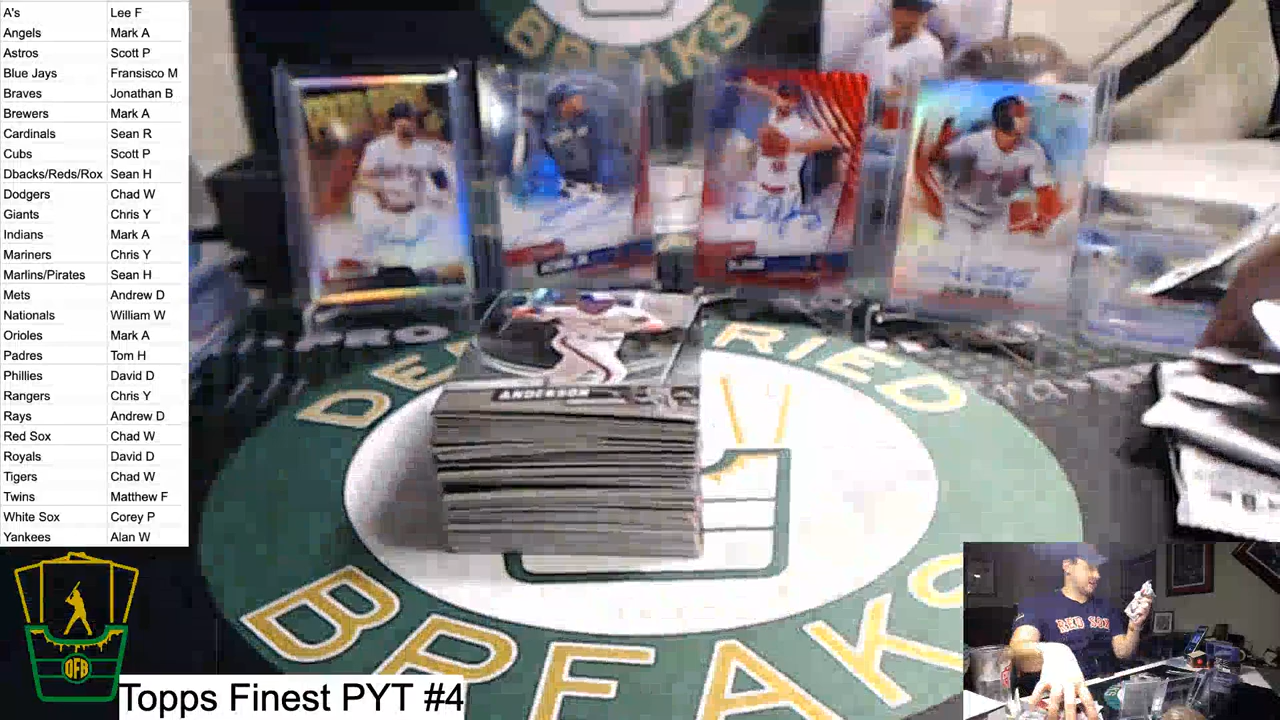 A's Lee F
Angels Mark A
Astros Scott P
Blue Jays Fransisco M
Braves Jonathan B
Brewers Mark A
Cardinals Sean R
Cubs Scott P
Dbacks/Reds/Rox Sean H
Dodgers Chad W
Giants Chris Y
Indians Mark A
Mariners Chris Y
Marlins/Pirates Sean H
Mets Andrew D
Nationals William W
Orioles Mark A
Padres Tom H
Phillies David D
Rangers Chris Y
Rays Andrew D
Red Sox Chad W
Royals David D
Tigers Chad W
Twins Matthew F
White Sox Corey P
Yankees Alan W
BREAKS
ANDERSON
BREAKS
RED SOX
OFB
Topps Finest PYT #4